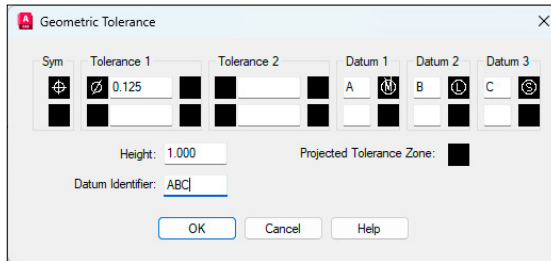 Geometric Tolerance
Sym Tolerance 1 Tolerance 2 Datum 1 Datum 2 Datum 3
⌖ Ø 0.125 A Ⓜ B Ⓛ C Ⓢ
Height: 1.000 Projected Tolerance Zone:
Datum Identifier: ABC
OK Cancel Help